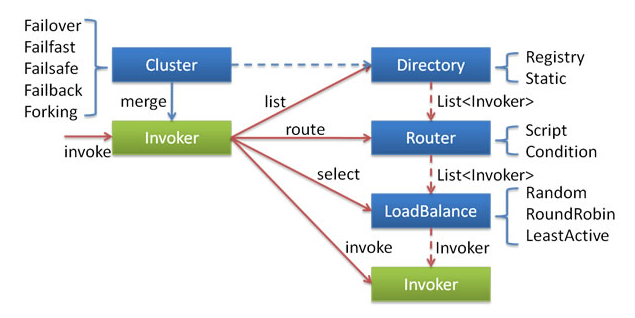 Failover
Failfast
Failsafe
Failback
Forking
Cluster
Directory
Registry
Static
merge
list
List<Invoker>
invoke
Invoker
route
Router
Script
Condition
select
List<Invoker>
LoadBalance
Random
RoundRobin
LeastActive
invoke
Invoker
Invoker